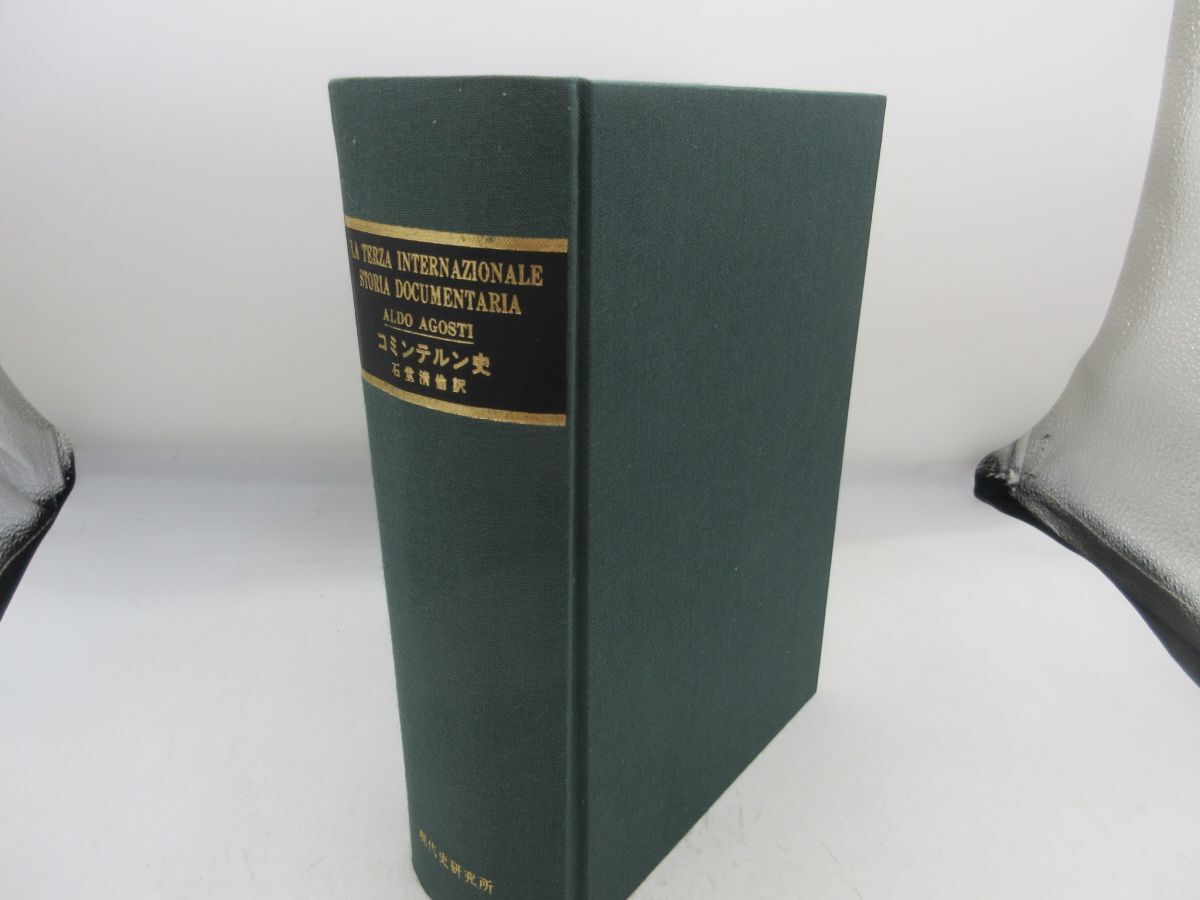 LA TERZA INTERNAZIONALE
STORIA DOCUMENTARIA
ALDO AGOSTI
コミンテルン史
石堂清倫訳
現代史研究所